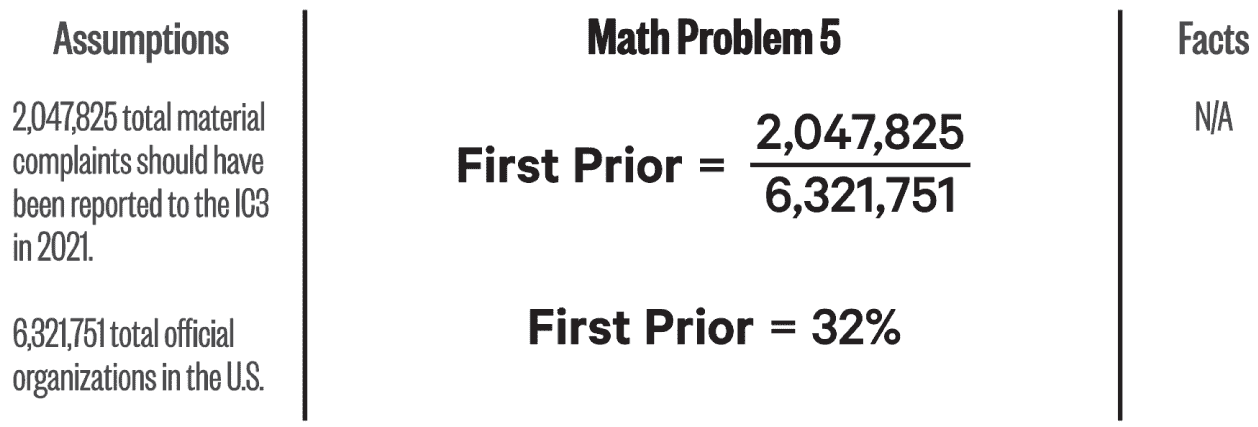 Assumptions
2,047,825 total material
complaints should have
been reported to the IC3
in 2021.
6,321,751 total official
organizations in the U.S.
Math Problem 5
First Prior = 2,047,825
6,321,751
First Prior = 32%
Facts
N/A